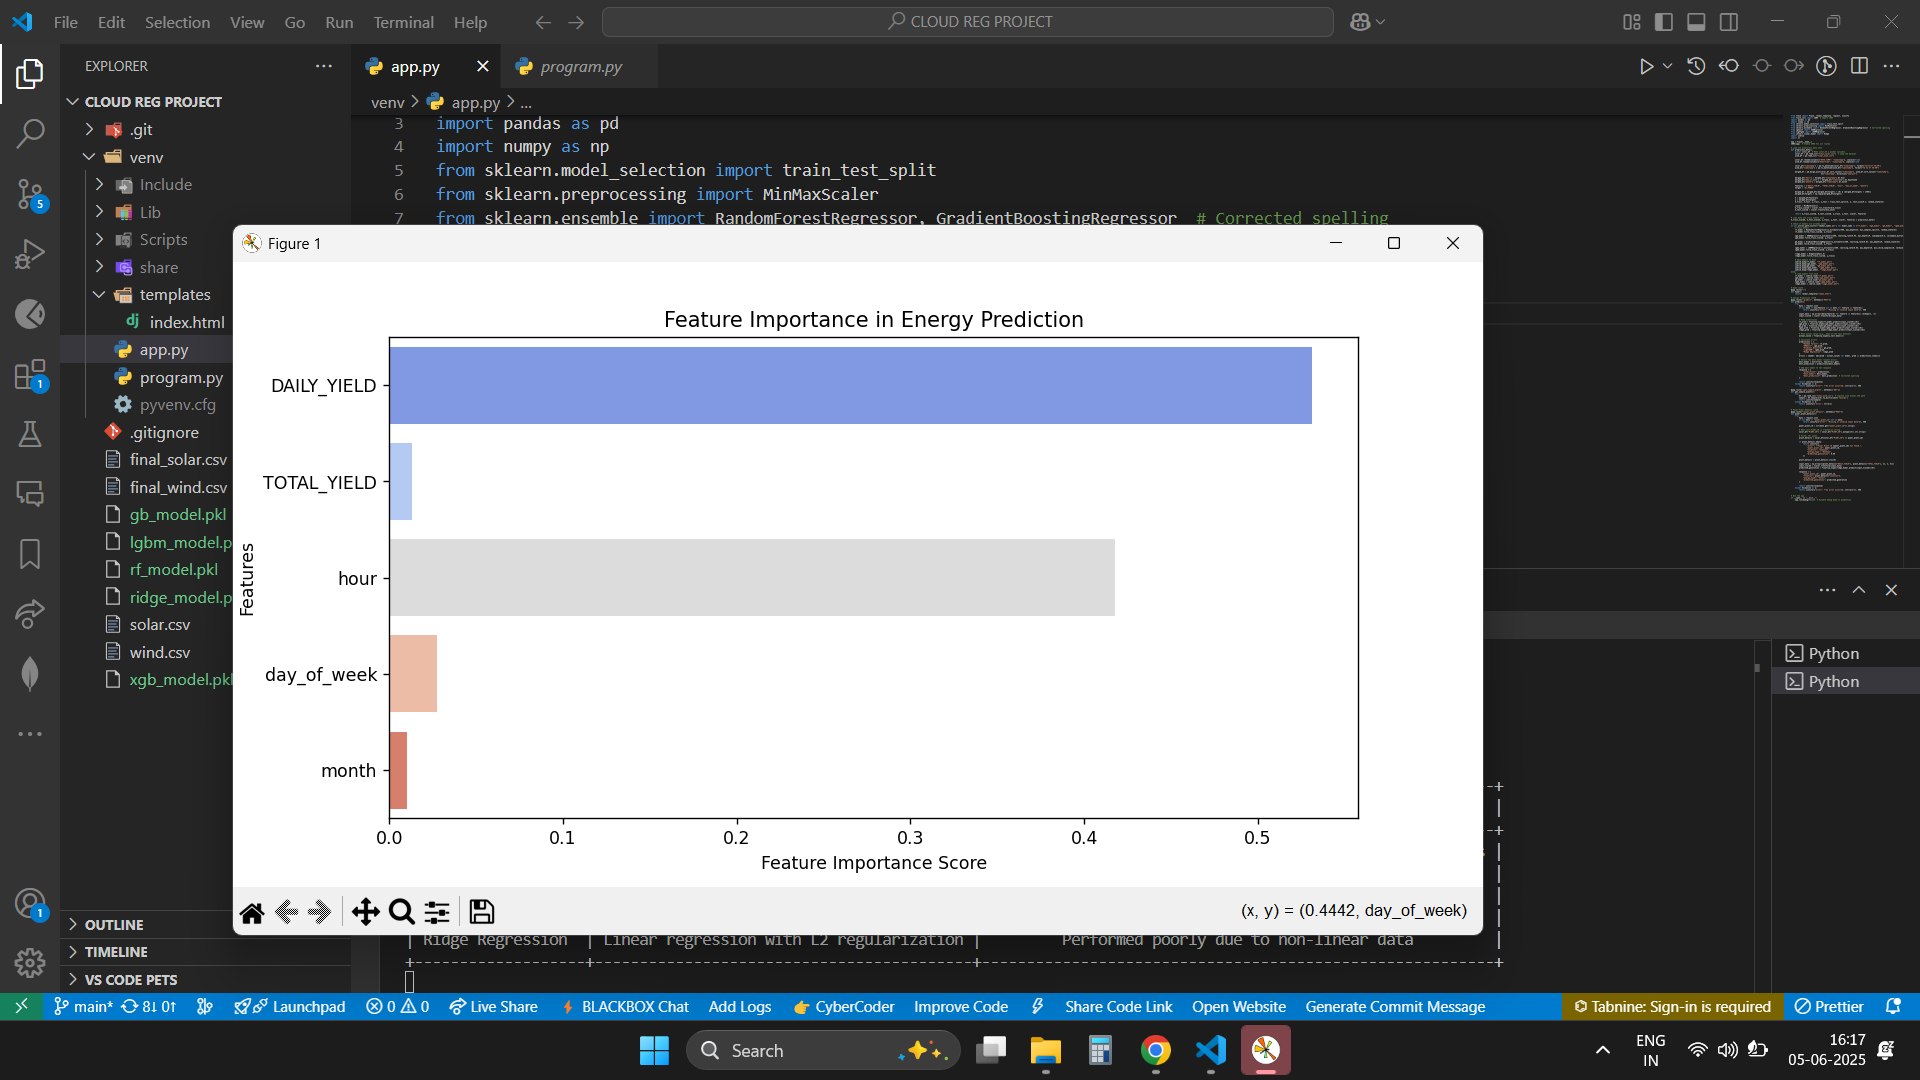 File Edit Selection View Go Run Terminal Help
CLOUD REG PROJECT
EXPLORER
CLOUD REG PROJECT
.git
venv
Include
Lib
Scripts
share
templates
index.html
app.py
program.py
pyvenv.cfg
.gitignore
final_solar.csv
final_wind.csv
gb_model.pkl
lgbm_model.p
rf_model.pkl
ridge_model.p
solar.csv
wind.csv
xgb_model.pkl
OUTLINE
TIMELINE
VS CODE PETS
5
1
1
app.py program.py
venv > app.py > ...
3 import pandas as pd
4 import numpy as np
5 from sklearn.model_selection import train_test_split
6 from sklearn.preprocessing import MinMaxScaler
7 from sklearn.ensemble import RandomForestRegressor, GradientBoostingRegressor # Corrected spelling
Figure 1
Feature Importance in Energy Prediction
Features
DAILY_YIELD
TOTAL_YIELD
hour
day_of_week
month
0.0 0.1 0.2 0.3 0.4 0.5
Feature Importance Score
(x, y) = (0.4442, day_of_week)
Python
Python
| Ridge Regression | Linear regression with L2 regularization | Performed poorly due to non-linear data |
main* 8↓ 0↑ Launchpad 0 0 Live Share BLACKBOX Chat Add Logs CyberCoder Improve Code Share Code Link Open Website Generate Commit Message Tabnine: Sign-in is required Prettier
Search
ENG
IN
16:17
05-06-2025